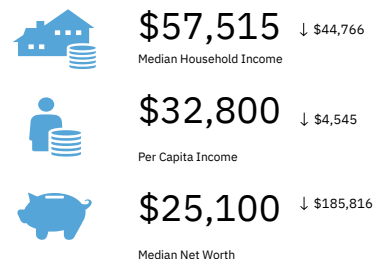 $57,515 ↓ $44,766
Median Household Income
$32,800 ↓ $4,545
Per Capita Income
$25,100 ↓ $185,816
Median Net Worth